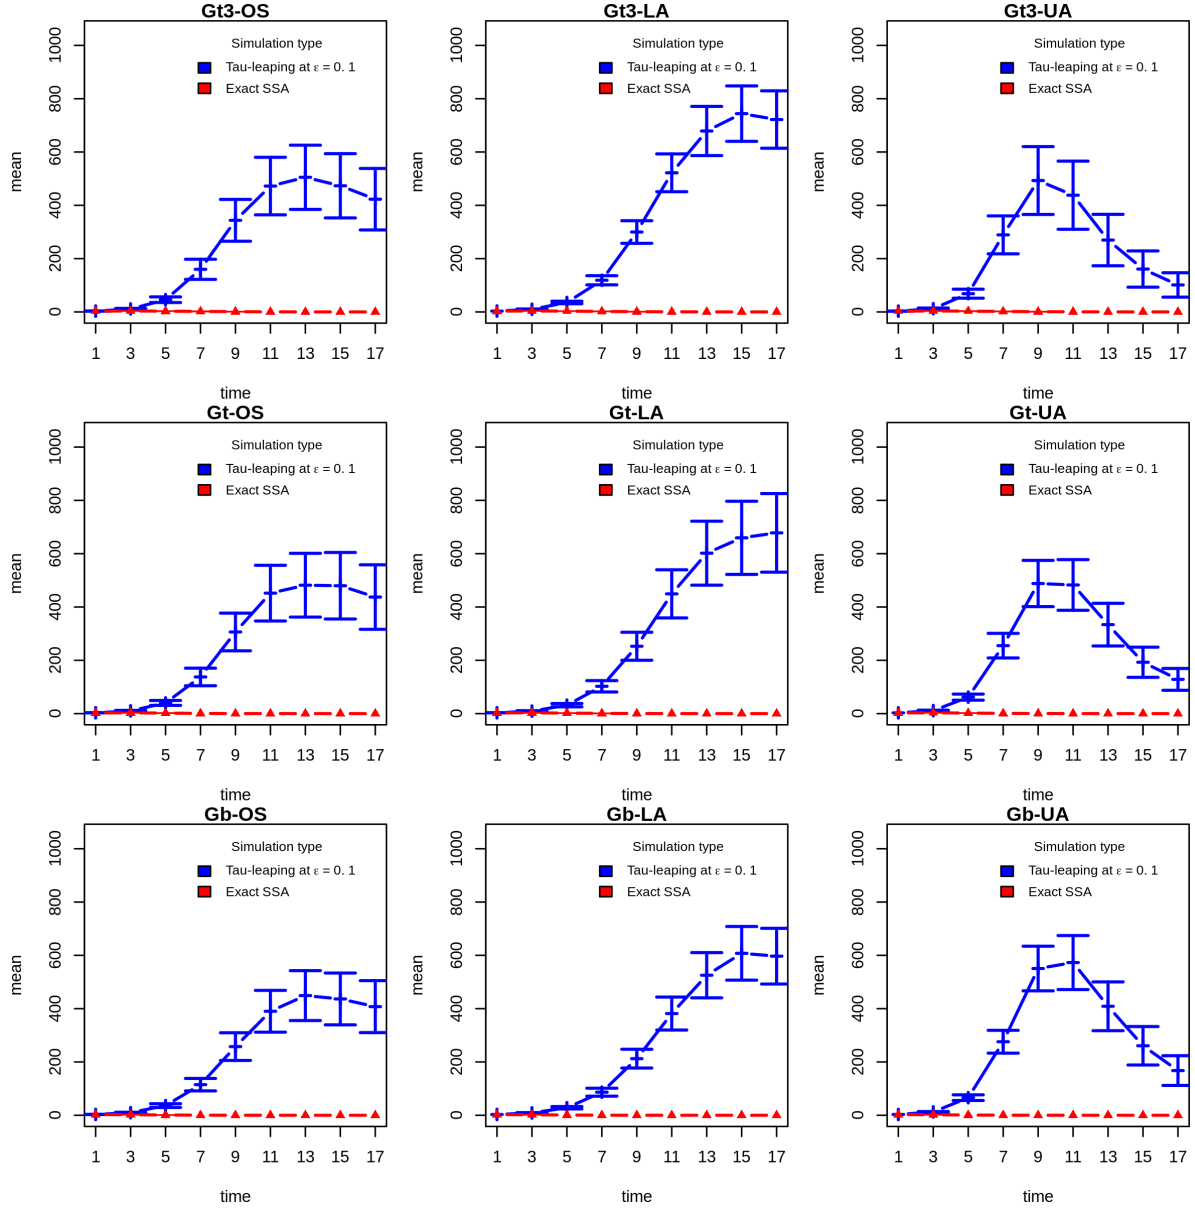 Gt3-OS
Simulation type
Tau-leaping at ε = 0. 1
Exact SSA
mean
0 200 400 600 800 1000
1 3 5 7 9 11 13 15 17
time
Gt3-LA
Simulation type
Tau-leaping at ε = 0. 1
Exact SSA
mean
0 200 400 600 800 1000
1 3 5 7 9 11 13 15 17
time
Gt3-UA
Simulation type
Tau-leaping at ε = 0. 1
Exact SSA
mean
0 200 400 600 800 1000
1 3 5 7 9 11 13 15 17
time
Gt-OS
Simulation type
Tau-leaping at ε = 0. 1
Exact SSA
mean
0 200 400 600 800 1000
1 3 5 7 9 11 13 15 17
time
Gt-LA
Simulation type
Tau-leaping at ε = 0. 1
Exact SSA
mean
0 200 400 600 800 1000
1 3 5 7 9 11 13 15 17
time
Gt-UA
Simulation type
Tau-leaping at ε = 0. 1
Exact SSA
mean
0 200 400 600 800 1000
1 3 5 7 9 11 13 15 17
time
Gb-OS
Simulation type
Tau-leaping at ε = 0. 1
Exact SSA
mean
0 200 400 600 800 1000
1 3 5 7 9 11 13 15 17
time
Gb-LA
Simulation type
Tau-leaping at ε = 0. 1
Exact SSA
mean
0 200 400 600 800 1000
1 3 5 7 9 11 13 15 17
time
Gb-UA
Simulation type
Tau-leaping at ε = 0. 1
Exact SSA
mean
0 200 400 600 800 1000
1 3 5 7 9 11 13 15 17
time